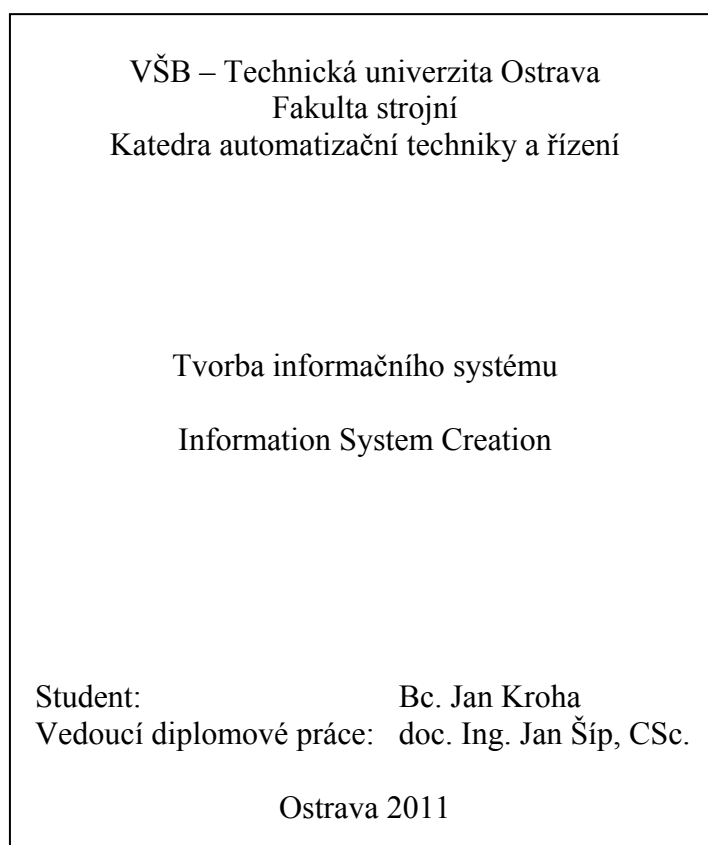 VŠB – Technická univerzita Ostrava
Fakulta strojní
Katedra automatizační techniky a řízení
Tvorba informačního systému
Information System Creation
Student: Bc. Jan Kroha
Vedoucí diplomové práce: doc. Ing. Jan Šíp, CSc.
Ostrava 2011